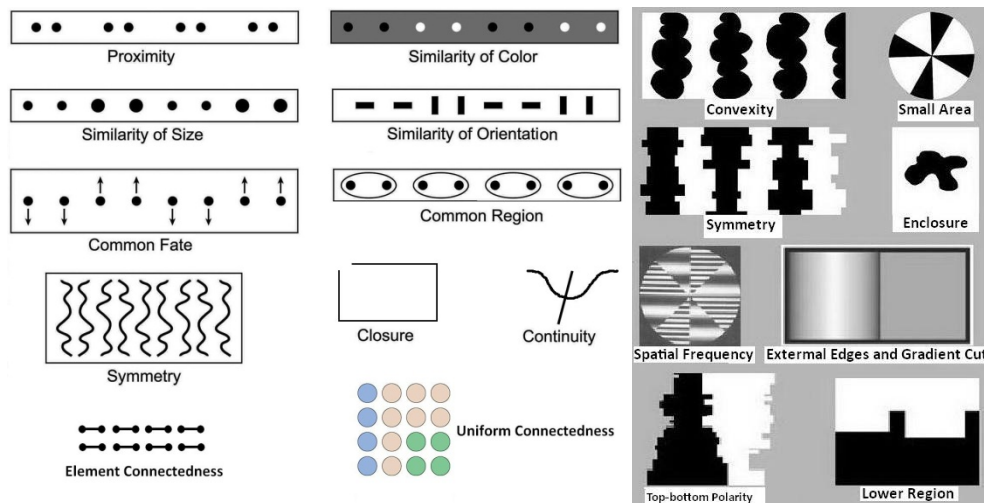 Proximity
Similarity of Color
Similarity of Size
Similarity of Orientation
Common Fate
Common Region
Symmetry
Closure
Continuity
Element Connectedness
Uniform Connectedness
Convexity
Small Area
Symmetry
Enclosure
Spatial Frequency
Extermal Edges and Gradient Cut
Top-bottom Polarity
Lower Region